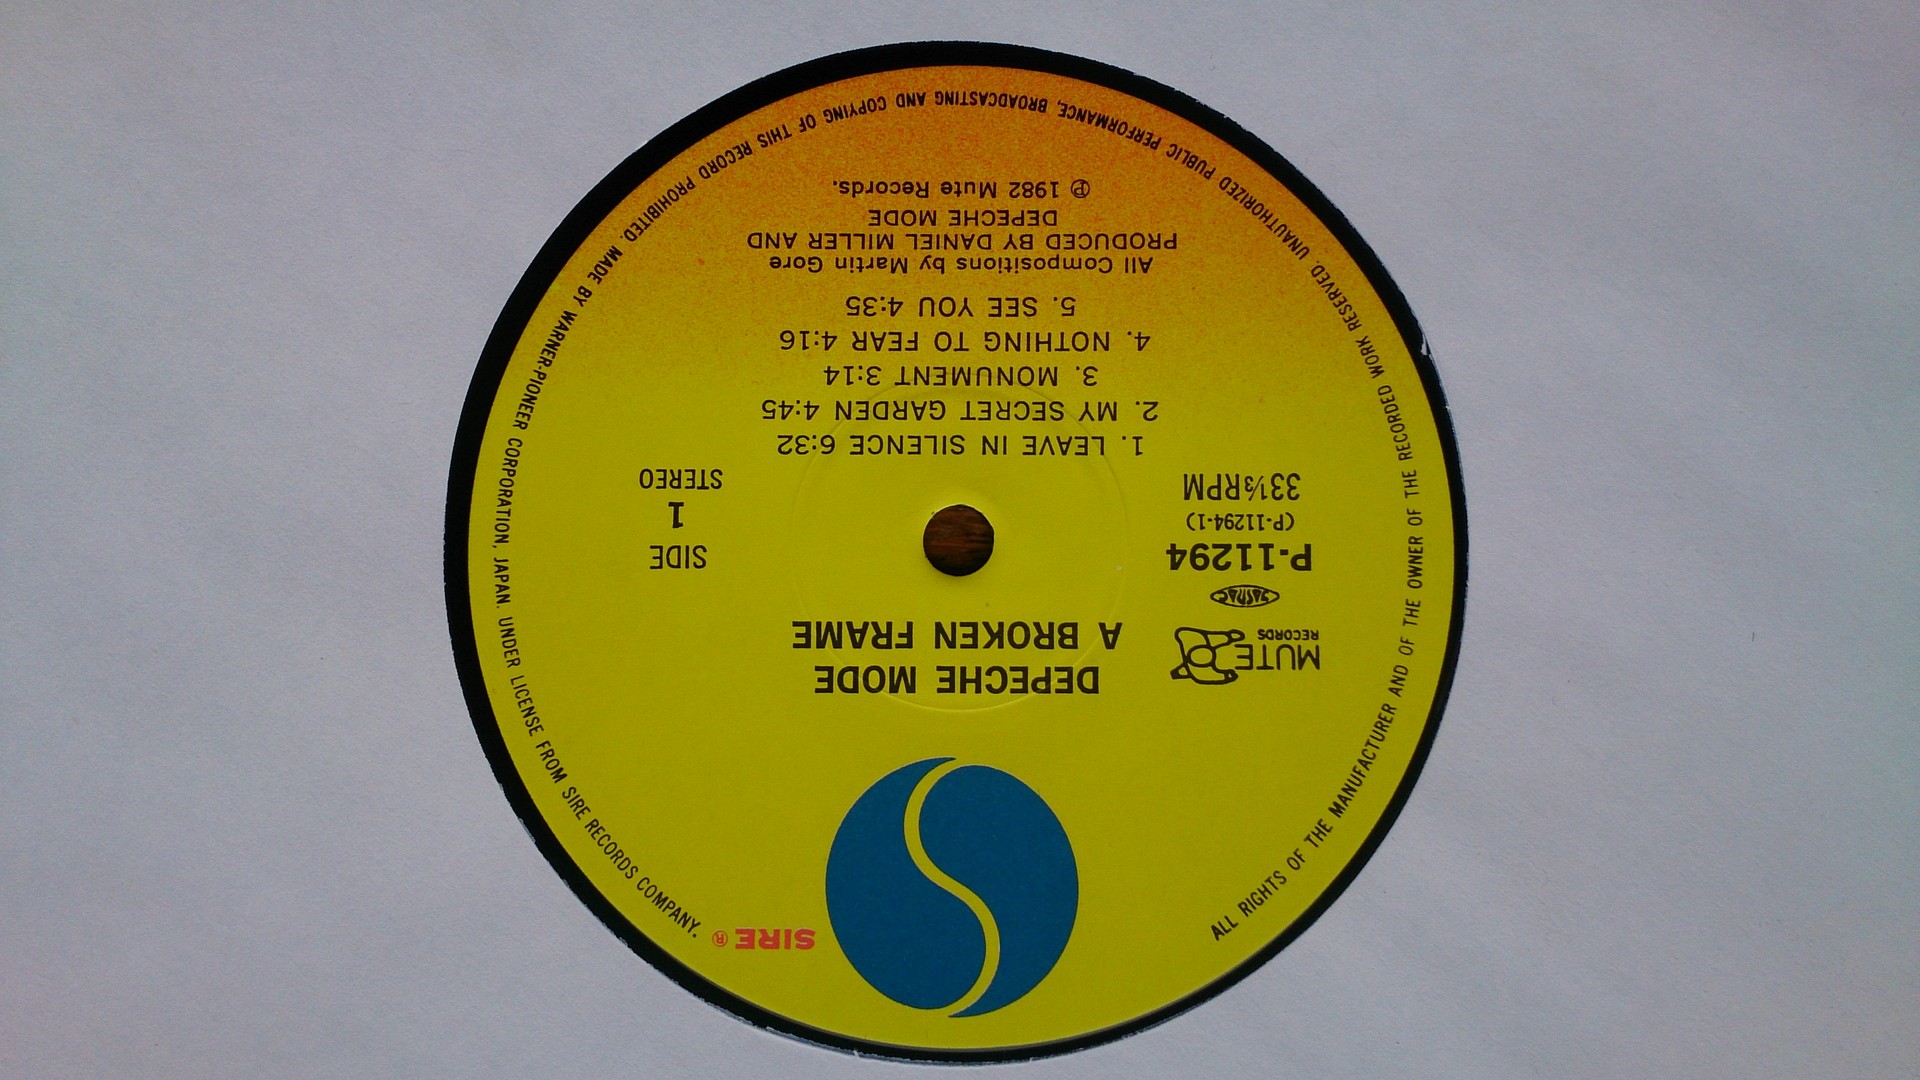 SIRE ®
DEPECHE MODE
A BROKEN FRAME
MUTE
RECORDS
JASRAC
P-11294
(P-11294-1)
33⅓RPM
SIDE
1
STEREO
1. LEAVE IN SILENCE 6:32
2. MY SECRET GARDEN 4:45
3. MONUMENT 3:14
4. NOTHING TO FEAR 4:16
5. SEE YOU 4:35
All Compositions by Martin Gore
PRODUCED BY DANIEL MILLER AND
DEPECHE MODE
℗ 1982 Mute Records.
ALL RIGHTS OF THE MANUFACTURER AND OF THE OWNER OF THE RECORDED WORK RESERVED. UNAUTHORIZED PUBLIC PERFORMANCE, BROADCASTING AND COPYING OF THIS RECORD PROHIBITED. MADE BY WARNER-PIONEER CORPORATION, JAPAN. UNDER LICENSE FROM SIRE RECORDS COMPANY.